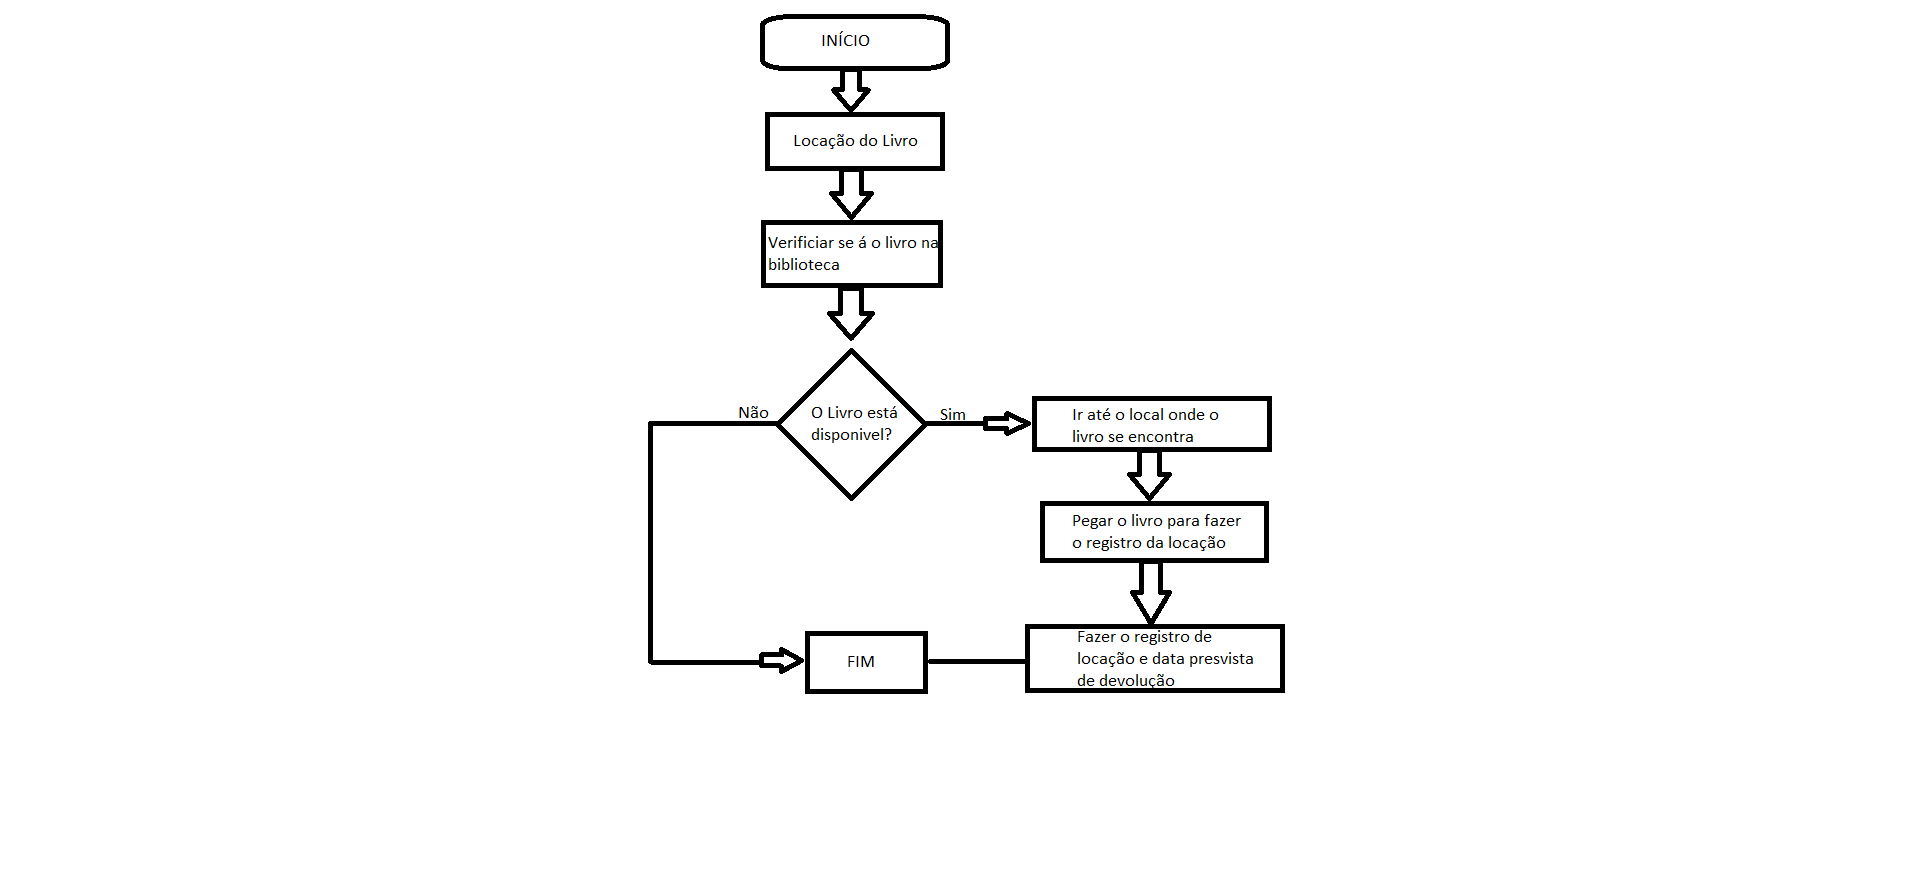 INÍCIO
Locação do Livro
Verificiar se á o livro na
biblioteca
O Livro está
disponivel?
Não
Sim
Ir até o local onde o
livro se encontra
Pegar o livro para fazer
o registro da locação
Fazer o registro de
locação e data presvista
de devolução
FIM